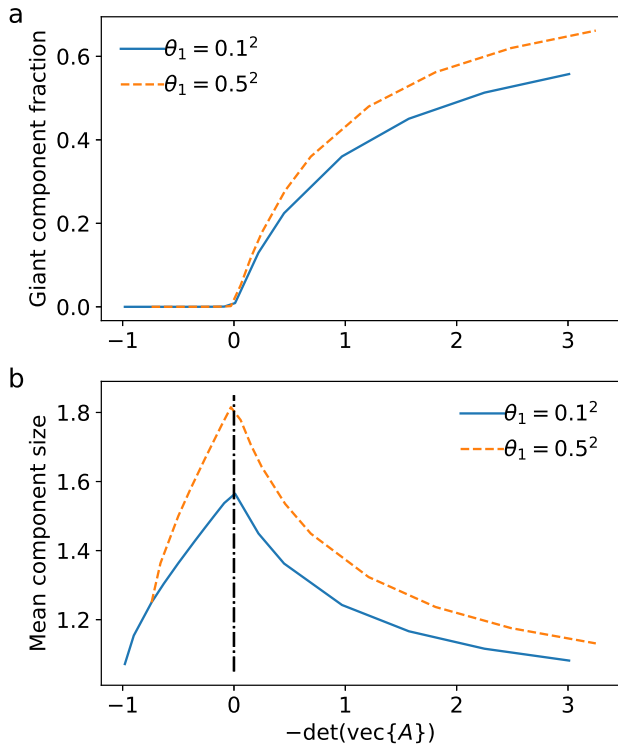 a
Giant component fraction
0.6
0.4
0.2
0.0
θ₁ = 0.1²
θ₁ = 0.5²
−1 0 1 2 3
b
Mean component size
1.8
1.6
1.4
1.2
θ₁ = 0.1²
θ₁ = 0.5²
−1 0 1 2 3
−det(vec{A})